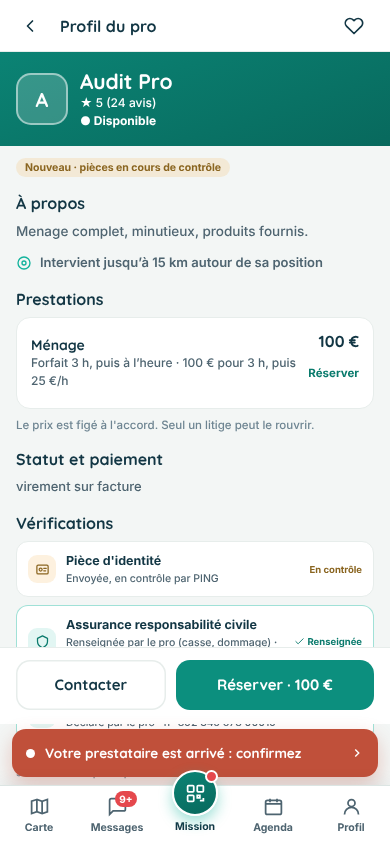 Profil du pro
A
Audit Pro
★ 5 (24 avis)
Disponible
Nouveau · pièces en cours de contrôle
À propos
Menage complet, minutieux, produits fournis.
Intervient jusqu'à 15 km autour de sa position
Prestations
Ménage
100 €
Forfait 3 h, puis à l'heure · 100 € pour 3 h, puis
25 €/h
Réserver
Le prix est figé à l'accord. Seul un litige peut le rouvrir.
Statut et paiement
virement sur facture
Vérifications
Pièce d'identité
Envoyée, en contrôle par PING
En contrôle
Assurance responsabilité civile
Renseignée par le pro (casse, dommage) ·
Renseignée
Contacter
Réserver · 100 €
Votre prestataire est arrivé : confirmez
9+
Carte
Messages
Mission
Agenda
Profil